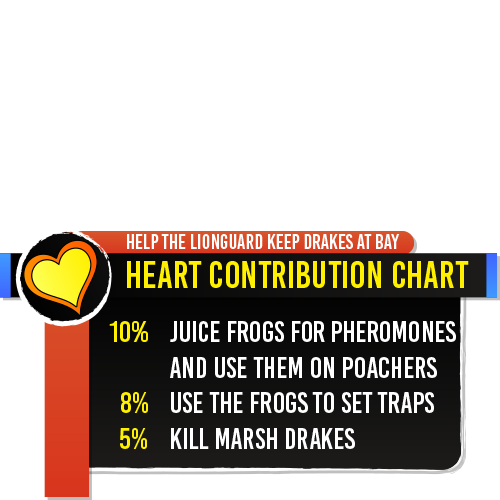 HELP THE LIONGUARD KEEP DRAKES AT BAY
HEART CONTRIBUTION CHART
10% JUICE FROGS FOR PHEROMONES
AND USE THEM ON POACHERS
8% USE THE FROGS TO SET TRAPS
5% KILL MARSH DRAKES